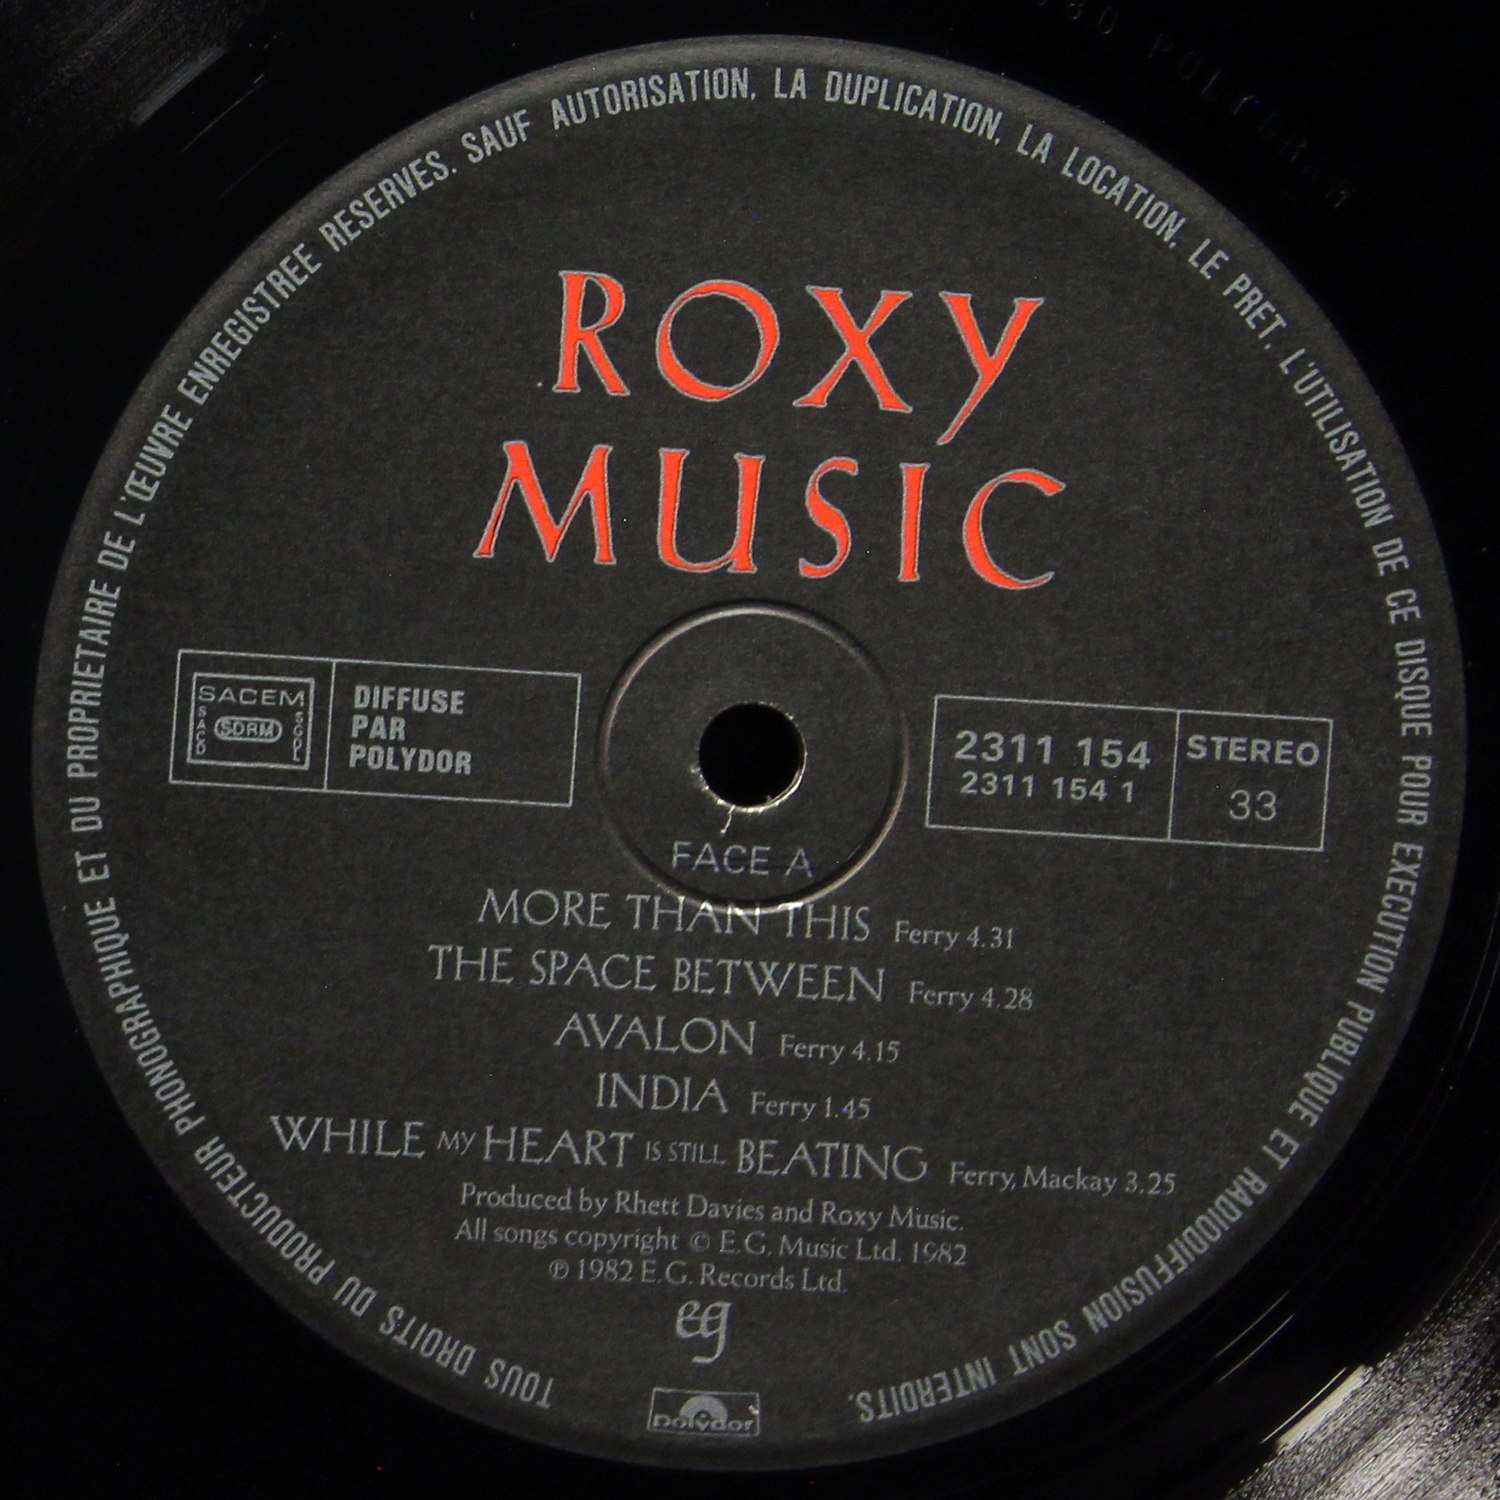 TOUS DROITS DU PRODUCTEUR PHONOGRAPHIQUE ET DU PROPRIETAIRE DE L'ŒUVRE ENREGISTREE RESERVES. SAUF AUTORISATION, LA DUPLICATION, LA LOCATION, LE PRET, L'UTILISATION DE CE DISQUE POUR EXECUTION PUBLIQUE ET RADIODIFFUSION SONT INTERDITS.
ROXY
MUSIC
SACEM
SACD
SDRM
SGDL
DIFFUSE
PAR
POLYDOR
2311 154
2311 154 1
STEREO
33
FACE A
MORE THAN THIS Ferry 4.31
THE SPACE BETWEEN Ferry 4.28
AVALON Ferry 4.15
INDIA Ferry 1.45
WHILE MY HEART IS STILL BEATING Ferry, Mackay 3.25
Produced by Rhett Davies and Roxy Music.
All songs copyright © E.G. Music Ltd. 1982
℗ 1982 E.G. Records Ltd.
eg
polydor